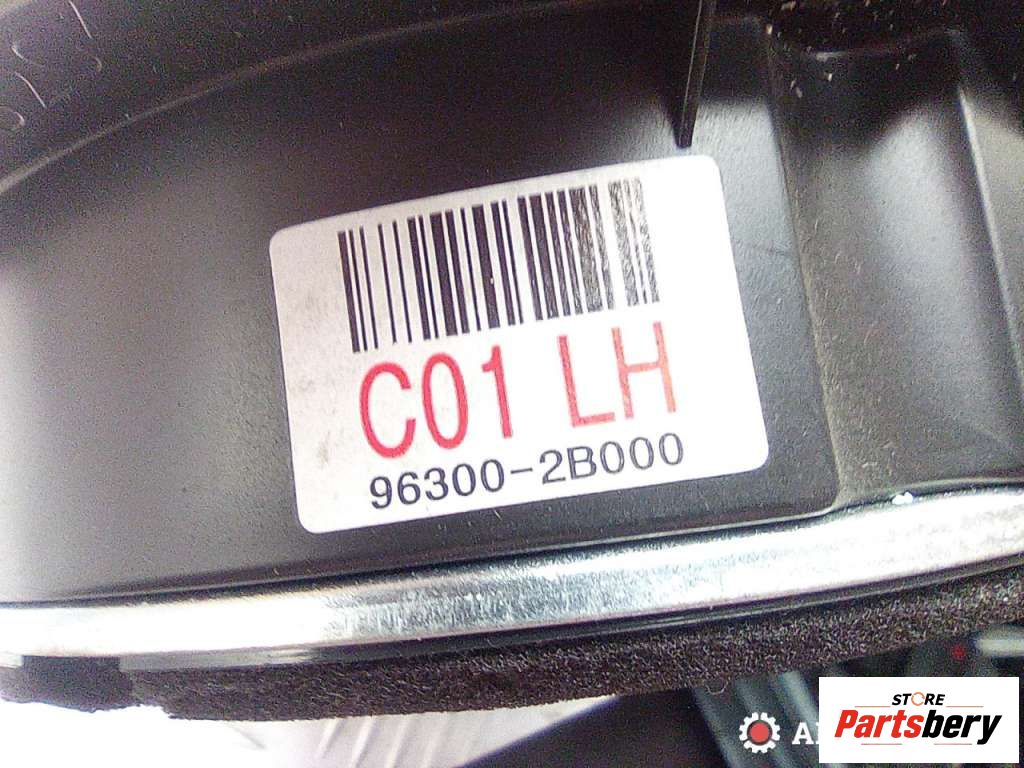 C01 LH
96300-2B000
STORE
Partsbery